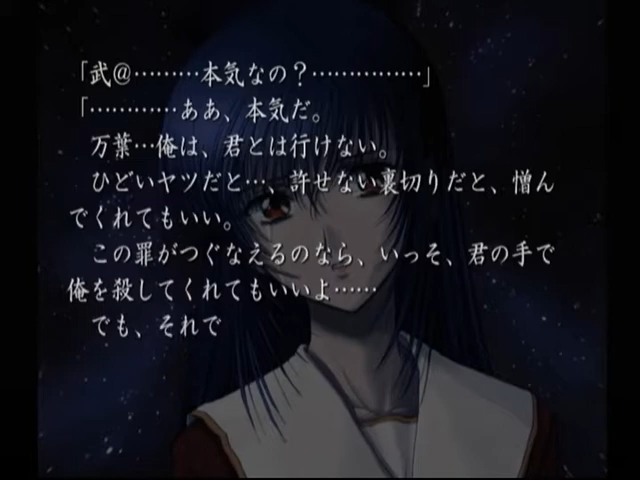 「武＠………本気なの？……………」
「…………ああ、本気だ。
　万葉…俺は、君とは行けない。
　ひどいヤツだと…、許せない裏切りだと、憎ん
でくれてもいい。
　この罪がつぐなえるのなら、いっそ、君の手で
俺を殺してくれてもいいよ……
　でも、それで